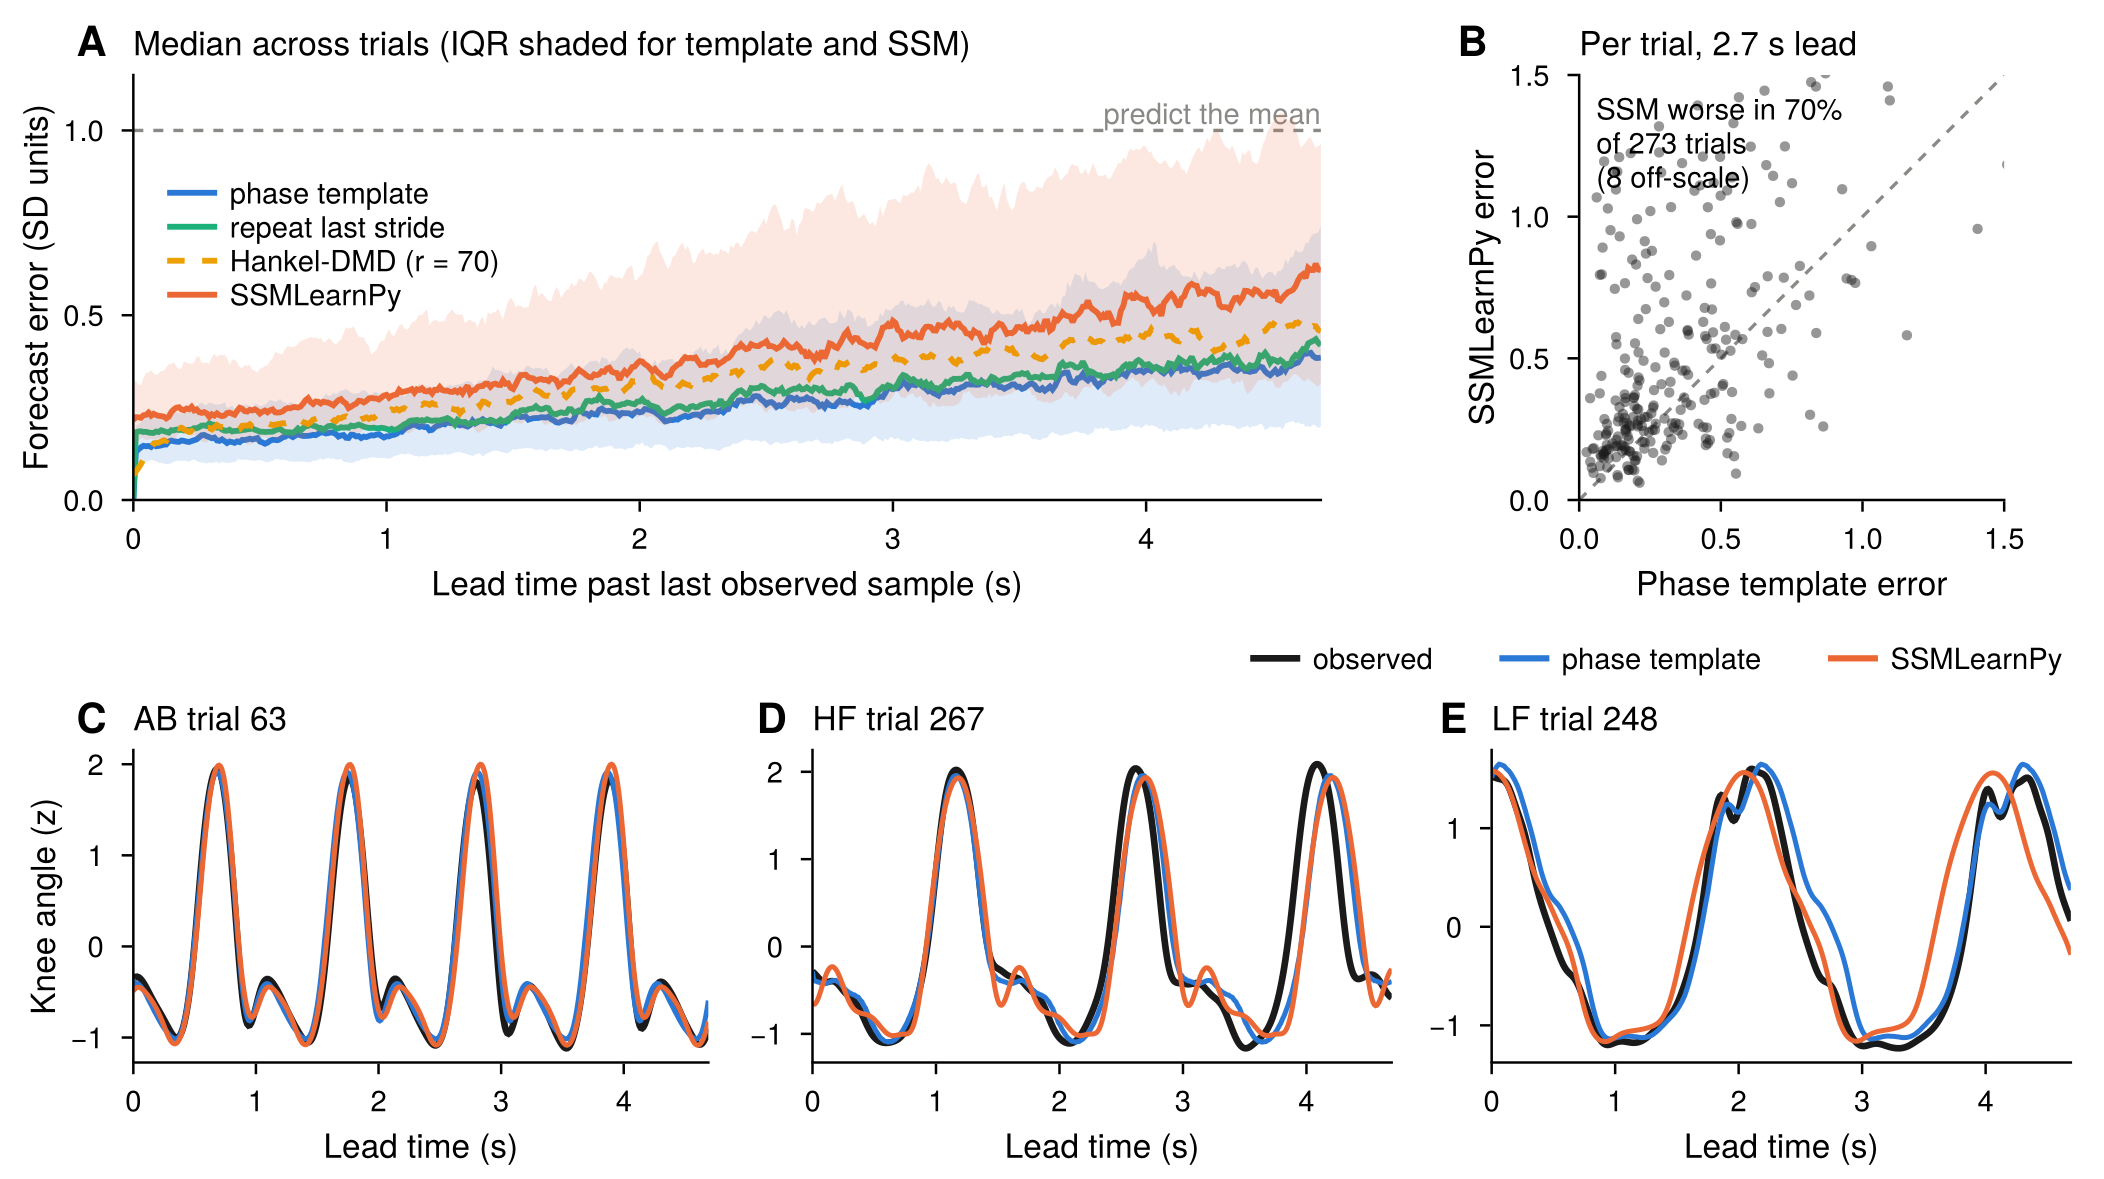 A Median across trials (IQR shaded for template and SSM)
Forecast error (SD units)
1.0
0.5
0.0
predict the mean
phase template
repeat last stride
Hankel-DMD (r = 70)
SSMLearnPy
0 1 2 3 4
Lead time past last observed sample (s)
B Per trial, 2.7 s lead
SSMLearnPy error
1.5
1.0
0.5
0.0
SSM worse in 70%
of 273 trials
(8 off-scale)
0.0 0.5 1.0 1.5
Phase template error
observed phase template SSMLearnPy
C AB trial 63
Knee angle (z)
2
1
0
−1
0 1 2 3 4
Lead time (s)
D HF trial 267
2
1
0
−1
0 1 2 3 4
Lead time (s)
E LF trial 248
1
0
−1
0 1 2 3 4
Lead time (s)